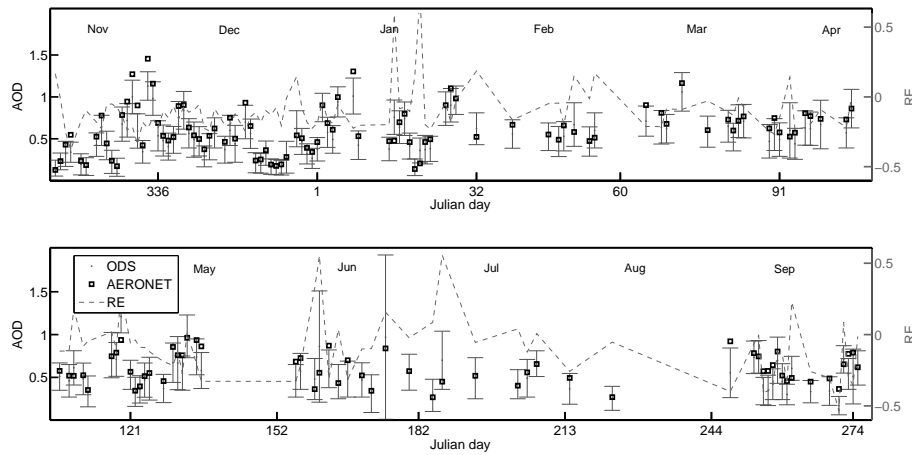 Nov Dec Jan Feb Mar Apr
1.5
1
0.5
AOD
0.5
0
−0.5
RE
336 1 32 60 91
Julian day
ODS
AERONET
RE
May Jun Jul Aug Sep
1.5
1
0.5
AOD
0.5
0
−0.5
RE
121 152 182 213 244 274
Julian day